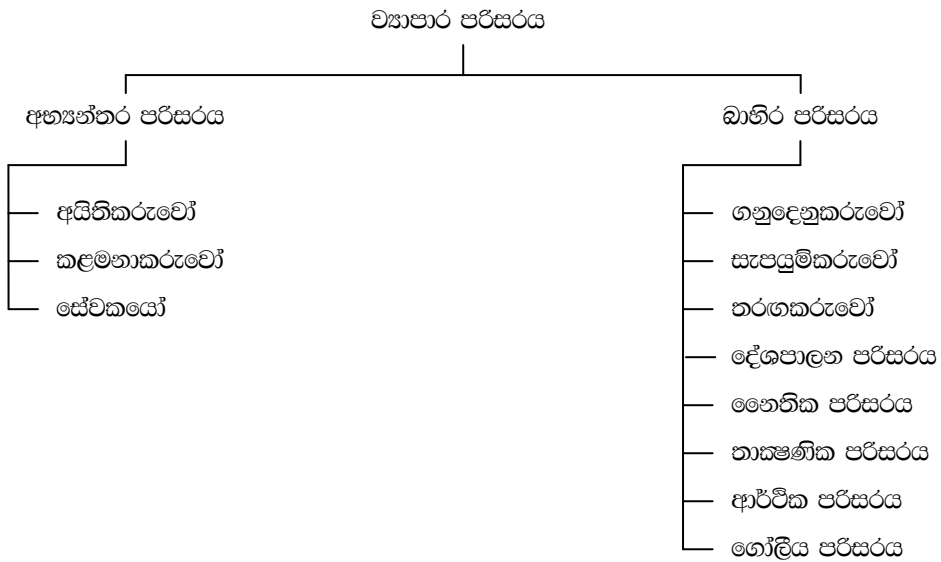 ව්‍යාපාර පරිසරය
අභ්‍යන්තර පරිසරය
අයිතිකරුවෝ
කළමනාකරුවෝ
සේවකයෝ
බාහිර පරිසරය
ගනුදෙනුකරුවෝ
සැපයුම්කරුවෝ
තරඟකරුවෝ
දේශපාලන පරිසරය
නෛතික පරිසරය
තාක්‍ෂණික පරිසරය
ආර්ථික පරිසරය
ගෝලීය පරිසරය